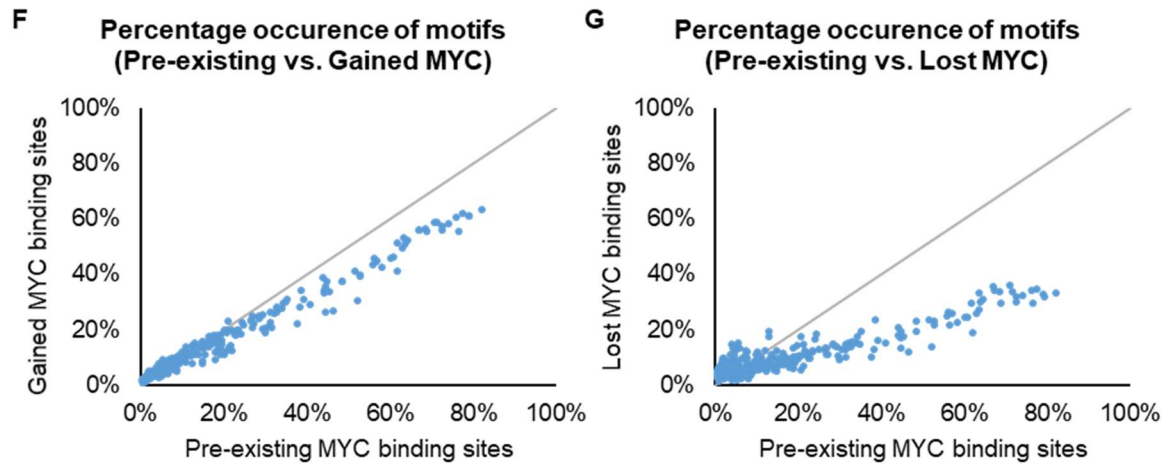 F
Percentage occurence of motifs
(Pre-existing vs. Gained MYC)
Gained MYC binding sites
100%
80%
60%
40%
20%
0%
0% 20% 40% 60% 80% 100%
Pre-existing MYC binding sites
G
Percentage occurence of motifs
(Pre-existing vs. Lost MYC)
Lost MYC binding sites
100%
80%
60%
40%
20%
0%
0% 20% 40% 60% 80% 100%
Pre-existing MYC binding sites